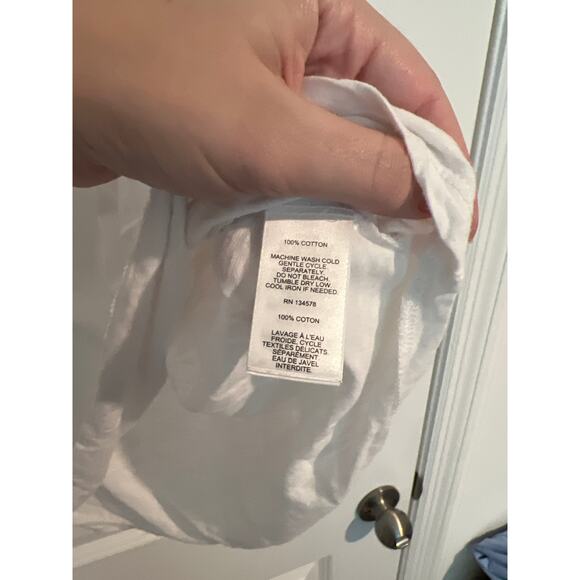 100% COTTON
MACHINE WASH COLD
GENTLE CYCLE
SEPARATELY.
DO NOT BLEACH.
TUMBLE DRY LOW.
COOL IRON IF NEEDED.
RN 134578
100% COTON
LAVAGE À L'EAU
FROIDE, CYCLE
TEXTILES DÉLICATS.
SÉPARÉMENT.
EAU DE JAVEL
INTERDITE.